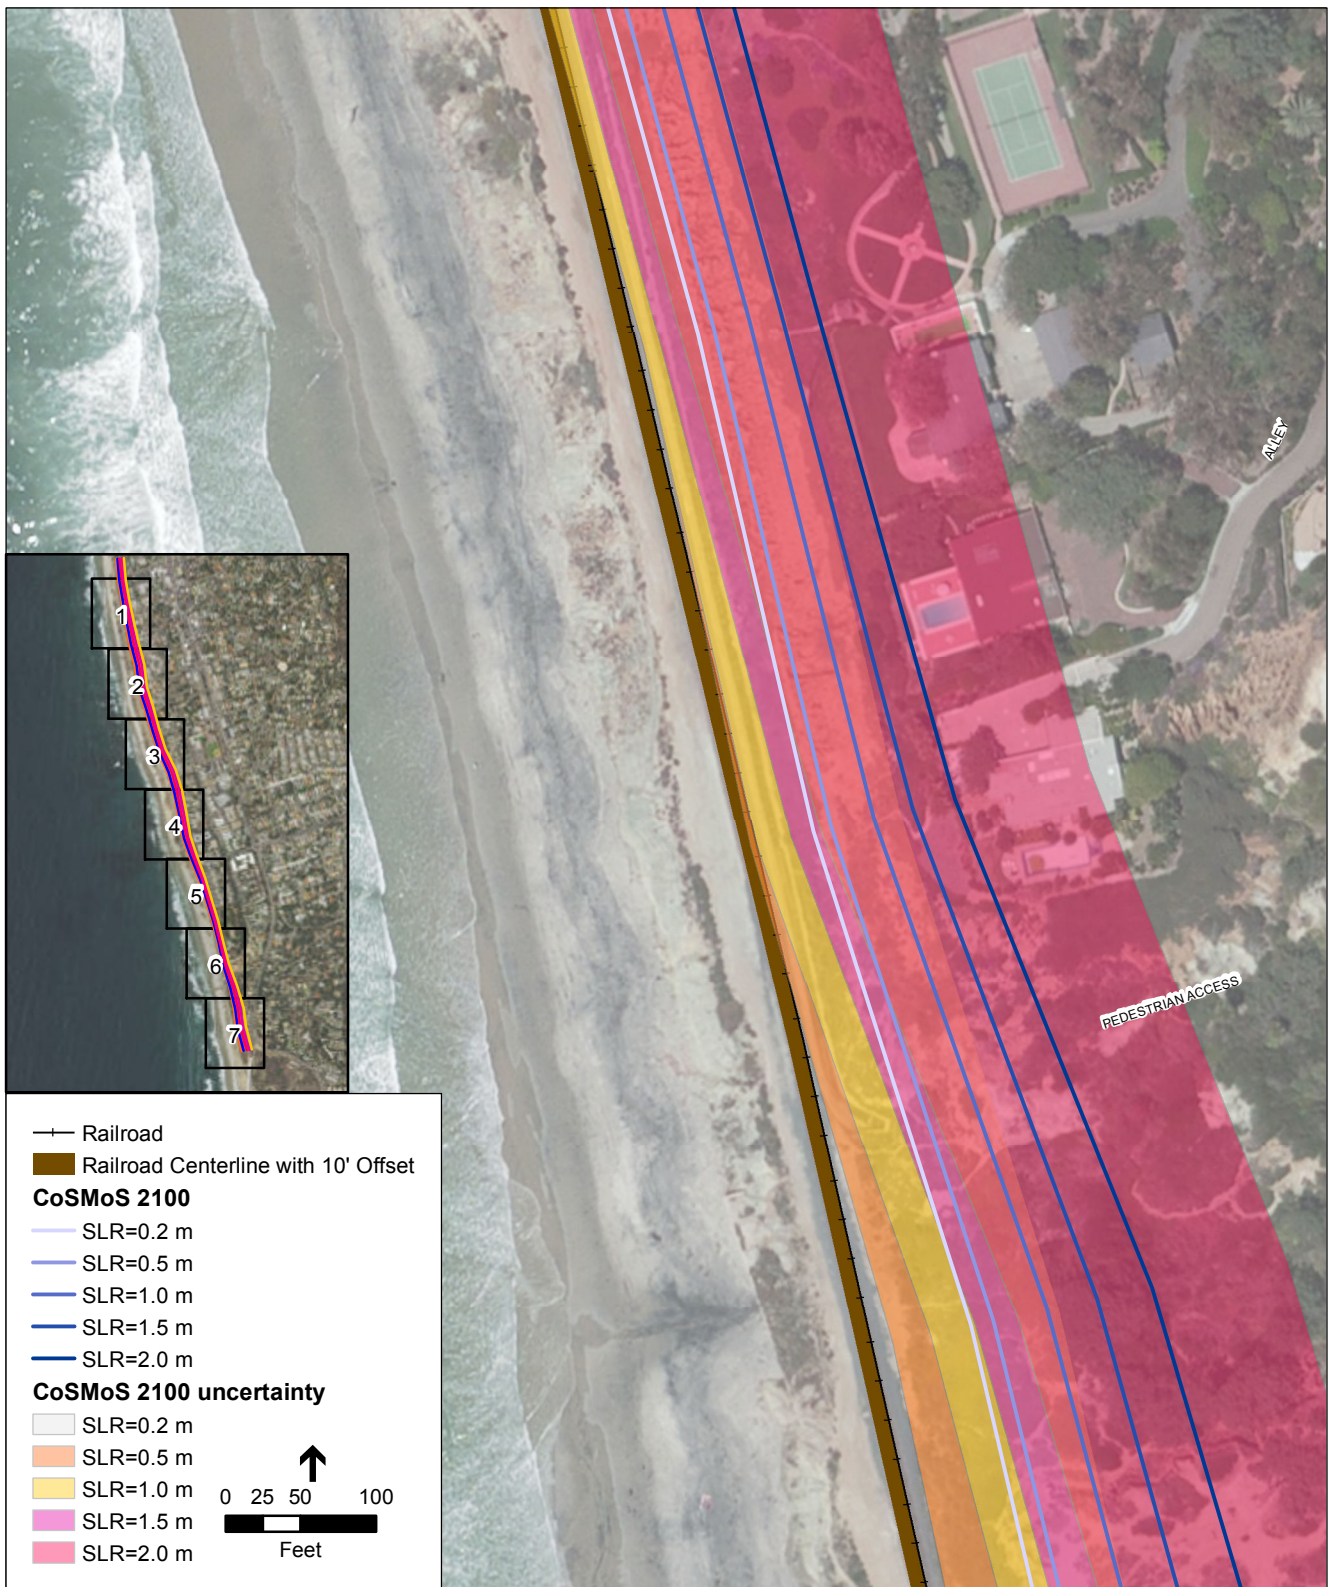 ALLEY
PEDESTRIAN ACCESS
1
2
3
4
5
6
7
Railroad
Railroad Centerline with 10' Offset
CoSMoS 2100
SLR=0.2 m
SLR=0.5 m
SLR=1.0 m
SLR=1.5 m
SLR=2.0 m
CoSMoS 2100 uncertainty
SLR=0.2 m
SLR=0.5 m
SLR=1.0 m
SLR=1.5 m
SLR=2.0 m
0 25 50 100
Feet